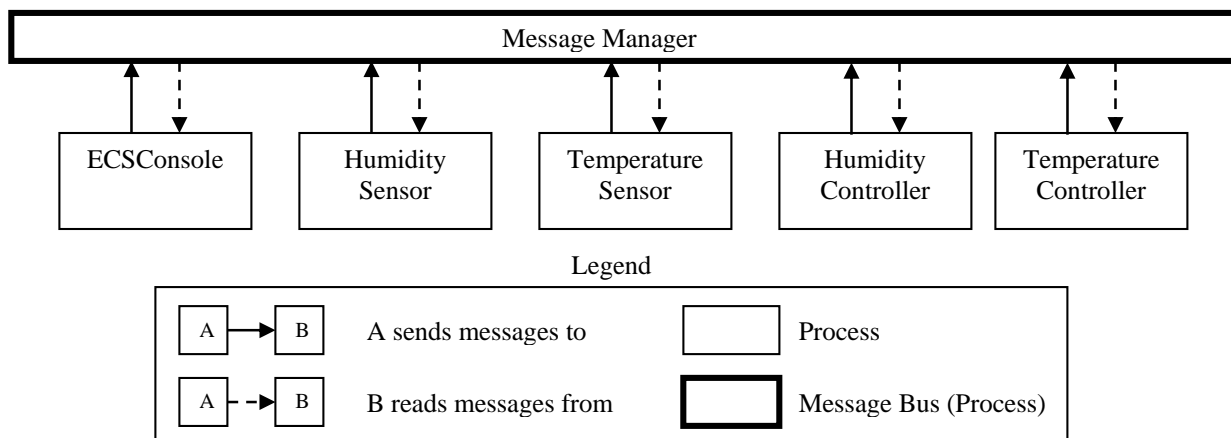 Message Manager
ECSConsole
Humidity
Sensor
Temperature
Sensor
Humidity
Controller
Temperature
Controller
Legend
A B A sends messages to Process
A B B reads messages from Message Bus (Process)